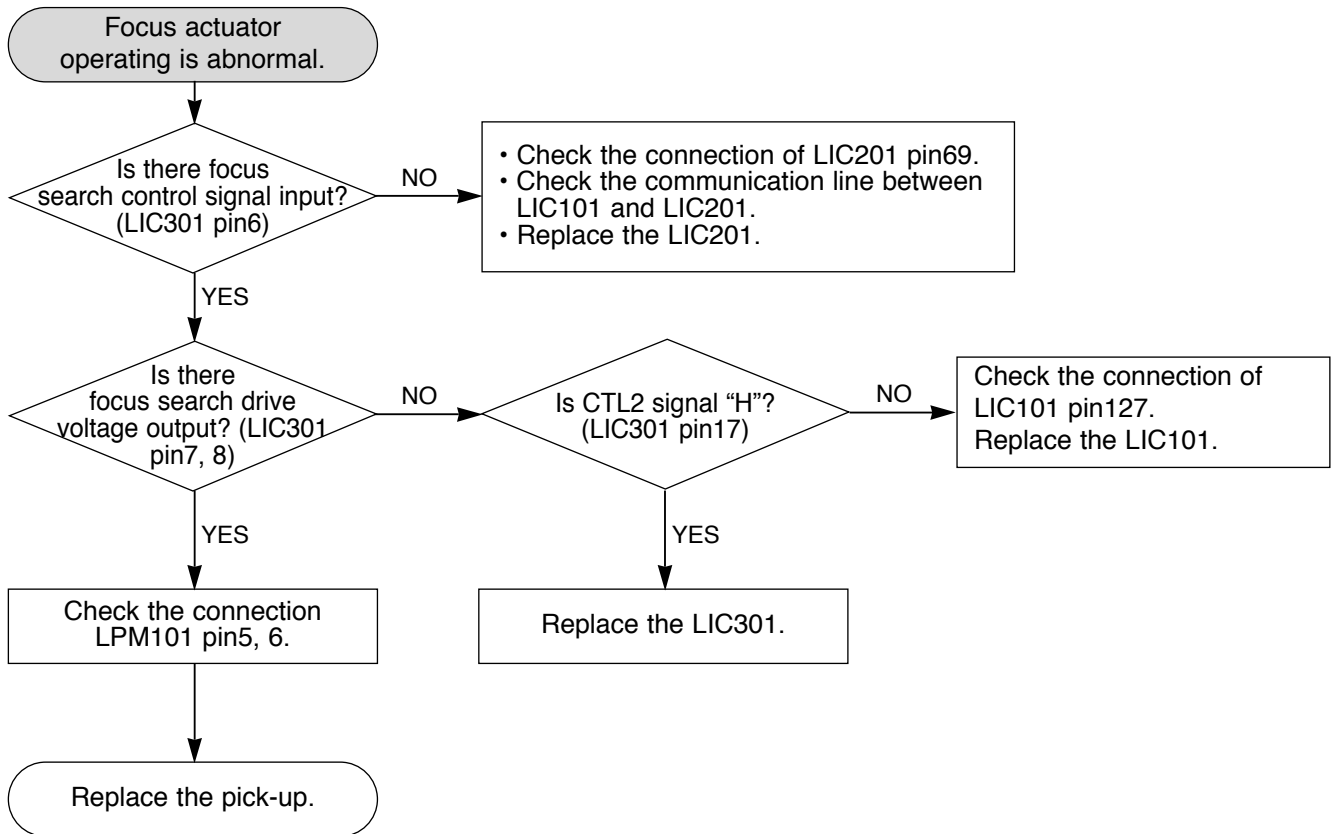 Focus actuator
operating is abnormal.
Is there focus
search control signal input?
(LIC301 pin6)
NO
• Check the connection of LIC201 pin69.
• Check the communication line between
LIC101 and LIC201.
• Replace the LIC201.
YES
Is there
focus search drive
voltage output? (LIC301
pin7, 8)
NO
Is CTL2 signal “H”?
(LIC301 pin17)
NO
Check the connection of
LIC101 pin127.
Replace the LIC101.
YES
YES
Check the connection
LPM101 pin5, 6.
Replace the LIC301.
Replace the pick-up.